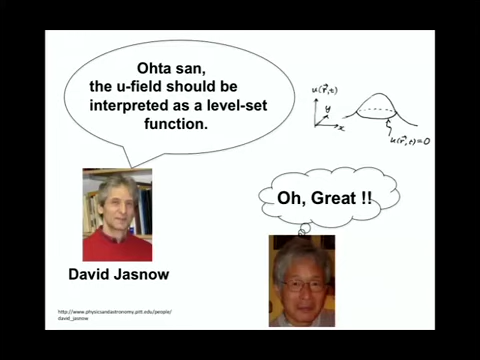 Ohta san,
the u-field should be
interpreted as a level-set
function.
u(r⃗,t)
y
x
u(r⃗,t)=0
Oh, Great !!
David Jasnow
http://www.physicsandastronomy.pitt.edu/people/
david_jasnow